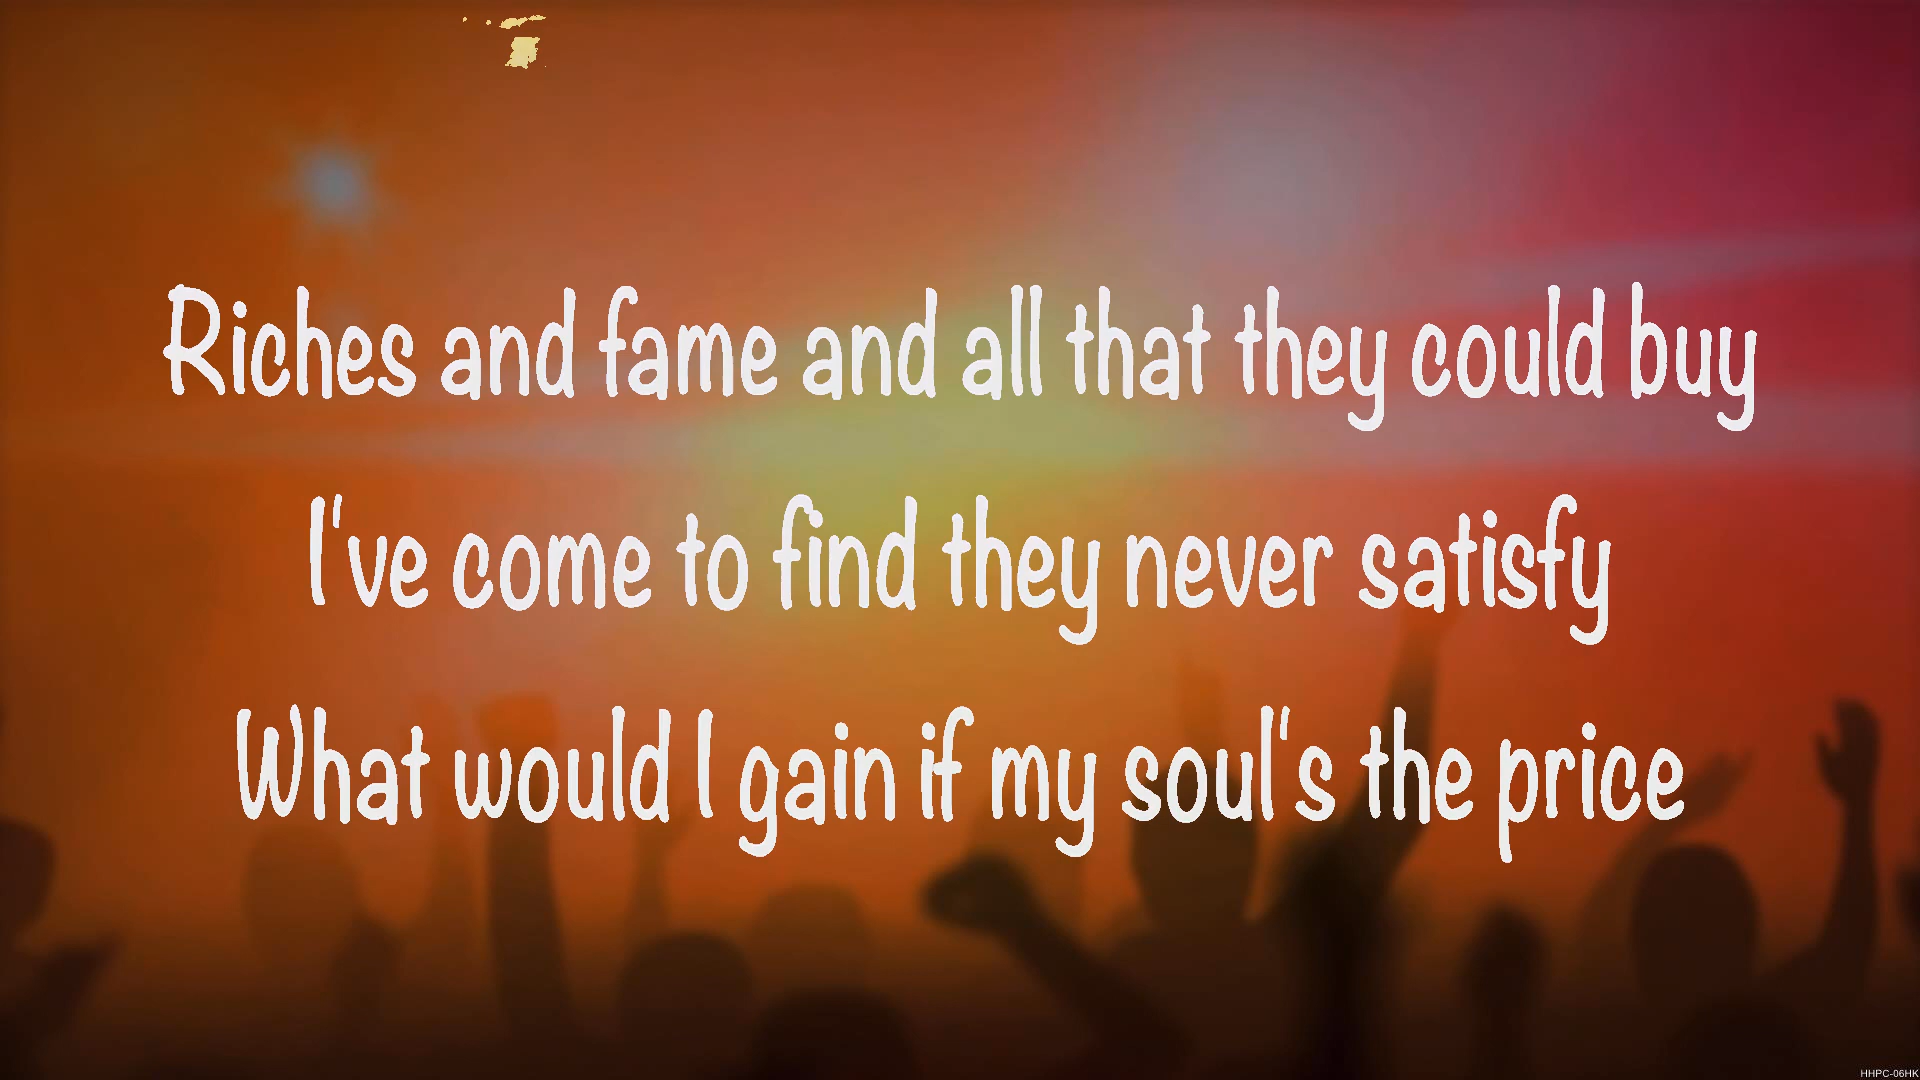 Riches and fame and all that they could buy
I've come to find they never satisfy
What would I gain if my soul's the price
HHPC-06HK